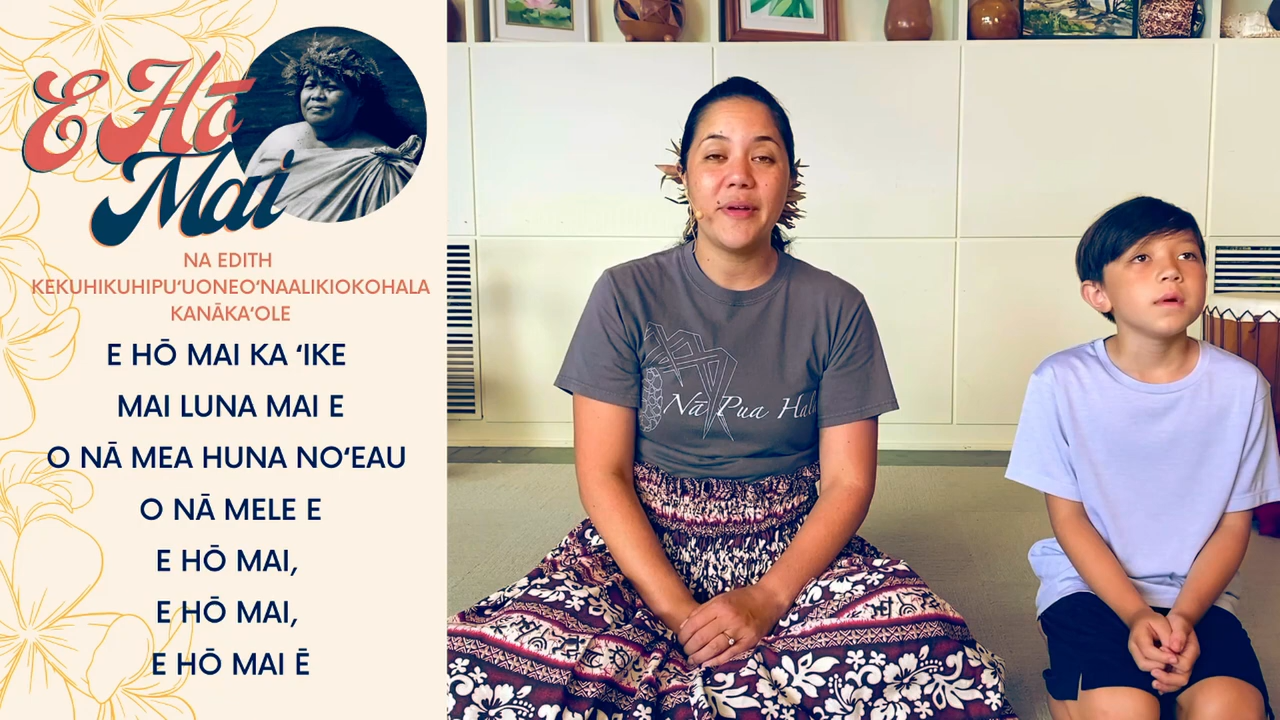 E Hō
Mai
NA EDITH
KEKUHIKUHIPUʻUONEOʻNAALIKIOKOHALA
KANĀKAʻOLE
E HŌ MAI KA ʻIKE
MAI LUNA MAI E
O NĀ MEA HUNA NOʻEAU
O NĀ MELE E
E HŌ MAI,
E HŌ MAI,
E HŌ MAI Ē
Nā Pua